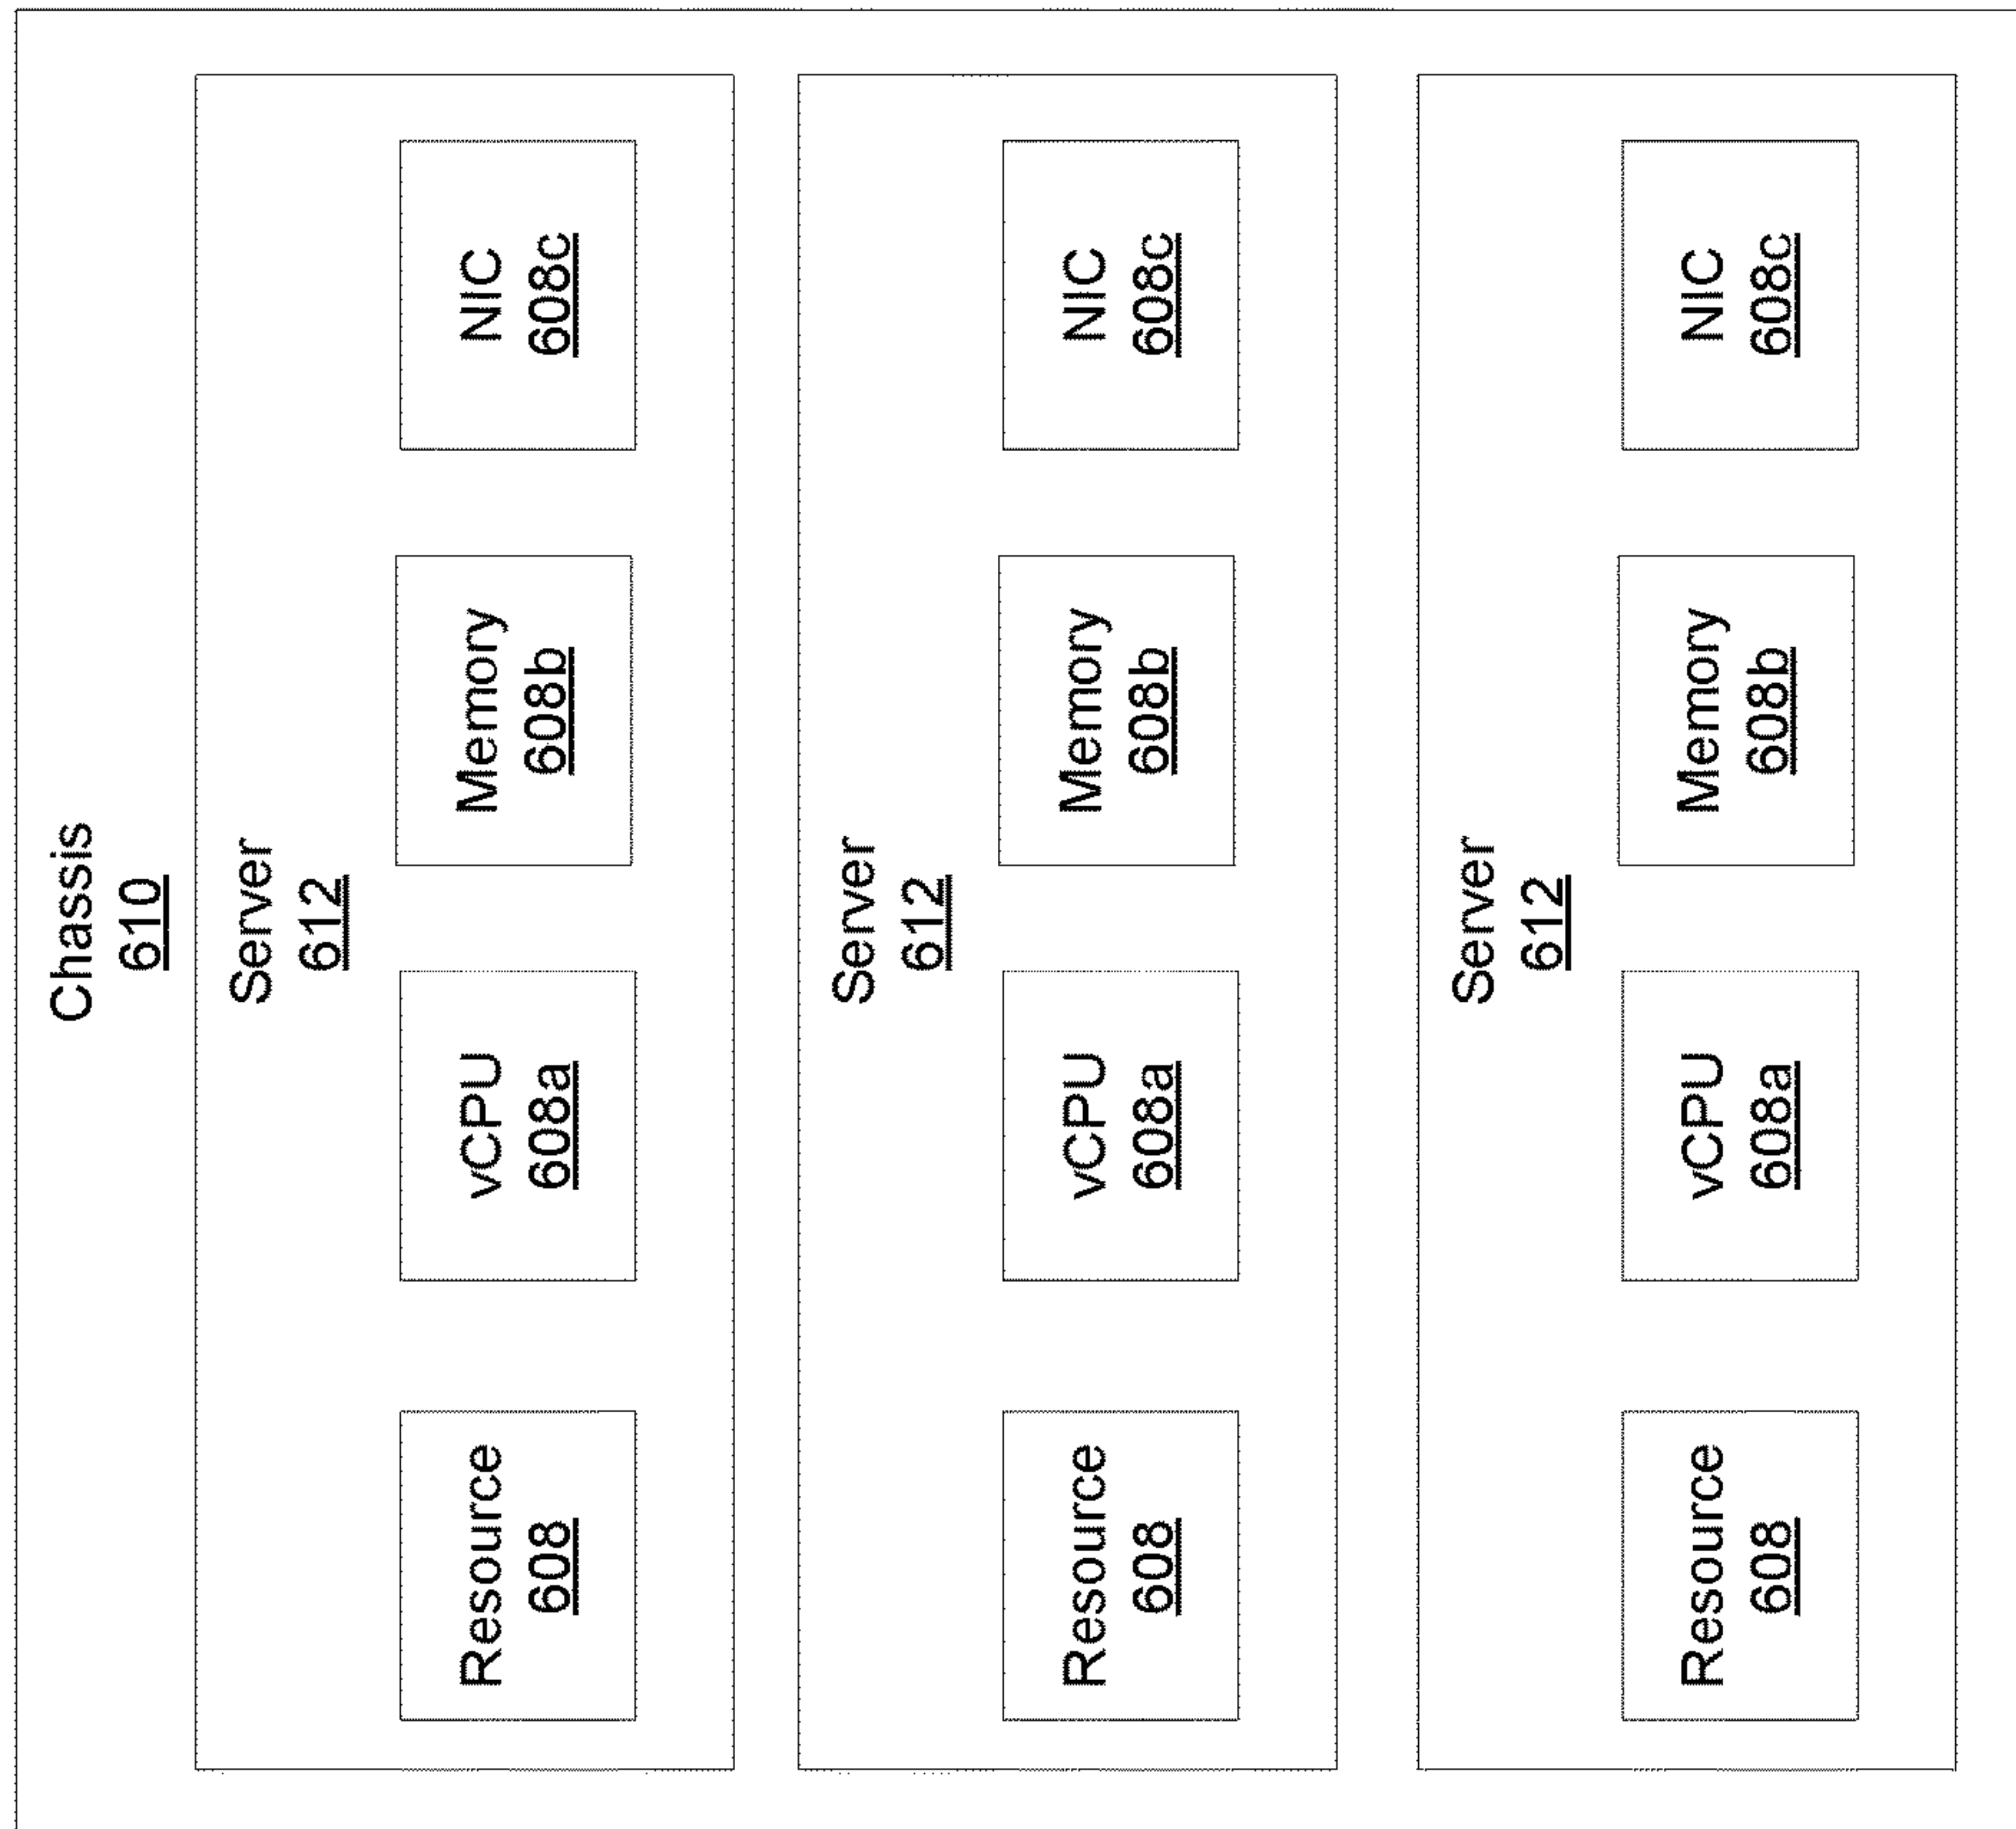 Chassis
610
Server
612
Resource
608
vCPU
608a
Memory
608b
NIC
608c
Server
612
Resource
608
vCPU
608a
Memory
608b
NIC
608c
Server
612
Resource
608
vCPU
608a
Memory
608b
NIC
608c